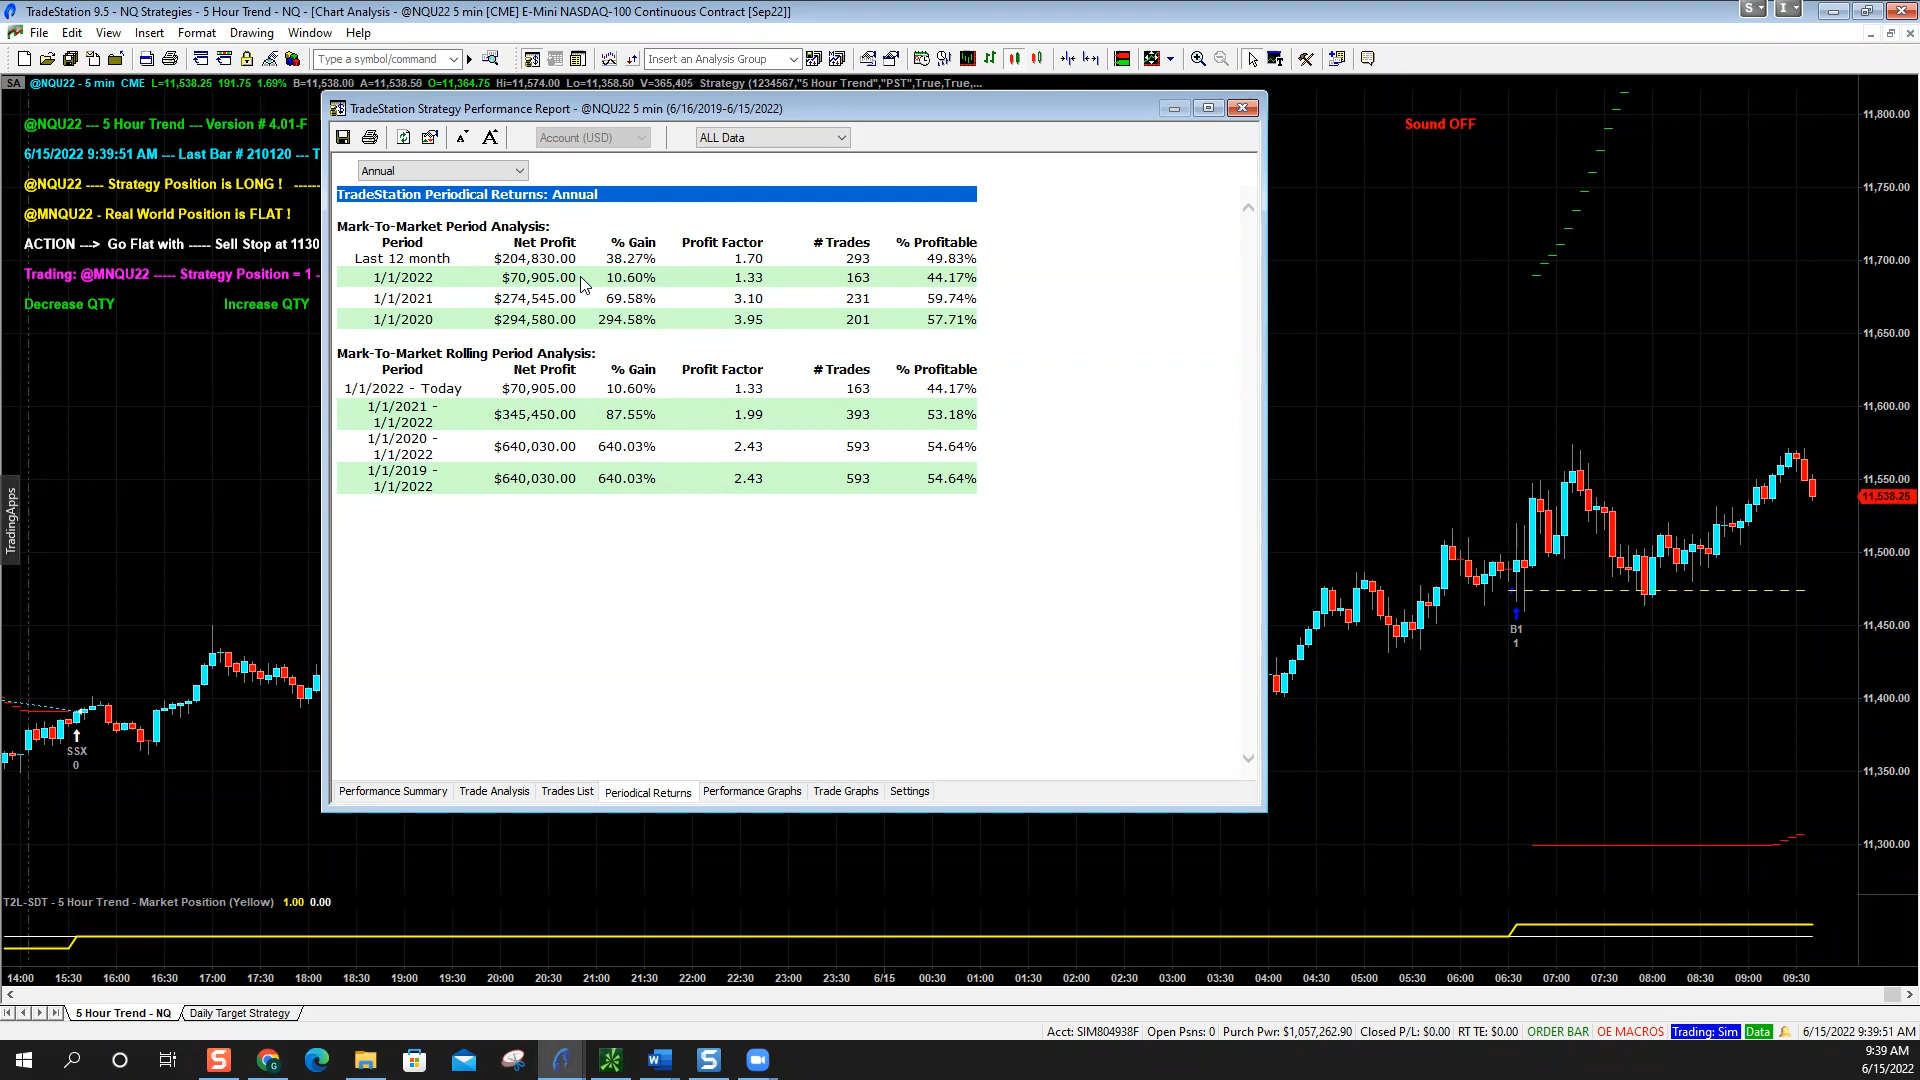 TradeStation 9.5 - NQ Strategies - 5 Hour Trend - NQ - [Chart Analysis - @NQU22 5 min [CME] E-Mini NASDAQ-100 Continuous Contract [Sep22]]
S
I
File Edit View Insert Format Drawing Window Help
Type a symbol/command
Insert an Analysis Group
SA @NQU22 - 5 min CME L=11,538.25 191.75 1.69% B=11,538.00 A=11,538.50 O=11,364.75 Hi=11,574.00 Lo=11,358.50 V=365,405 Strategy (1234567,"5 Hour Trend","PST",True,True,...
@NQU22 --- 5 Hour Trend --- Version # 4.01-F
6/15/2022 9:39:51 AM --- Last Bar # 210120 --- T
@NQU22 ---- Strategy Position is LONG !
@MNQU22 - Real World Position is FLAT !
ACTION ---> Go Flat with ----- Sell Stop at 1130
Trading: @MNQU22 ----- Strategy Position = 1 -
Decrease QTY Increase QTY
Sound OFF
TradeStation Strategy Performance Report - @NQU22 5 min (6/16/2019-6/15/2022)
Account (USD)
ALL Data
Annual
TradeStation Periodical Returns: Annual
Mark-To-Market Period Analysis:
Period Net Profit % Gain Profit Factor # Trades % Profitable
Last 12 month $204,830.00 38.27% 1.70 293 49.83%
1/1/2022 $70,905.00 10.60% 1.33 163 44.17%
1/1/2021 $274,545.00 69.58% 3.10 231 59.74%
1/1/2020 $294,580.00 294.58% 3.95 201 57.71%
Mark-To-Market Rolling Period Analysis:
Period Net Profit % Gain Profit Factor # Trades % Profitable
1/1/2022 - Today $70,905.00 10.60% 1.33 163 44.17%
1/1/2021 - 1/1/2022 $345,450.00 87.55% 1.99 393 53.18%
1/1/2020 - 1/1/2022 $640,030.00 640.03% 2.43 593 54.64%
1/1/2019 - 1/1/2022 $640,030.00 640.03% 2.43 593 54.64%
Performance Summary Trade Analysis Trades List Periodical Returns Performance Graphs Trade Graphs Settings
TradingApps
11,800.00
11,750.00
11,700.00
11,650.00
11,600.00
11,550.00
11,538.25
11,500.00
11,450.00
11,400.00
11,350.00
11,300.00
B1
1
SSX
0
T2L-SDT - 5 Hour Trend - Market Position (Yellow) 1.00 0.00
14:00 15:30 16:00 16:30 17:00 17:30 18:00 18:30 19:00 19:30 20:00 20:30 21:00 21:30 22:00 22:30 23:00 23:30 6/15 00:30 01:00 01:30 02:00 02:30 03:00 03:30 04:00 04:30 05:00 05:30 06:00 06:30 07:00 07:30 08:00 08:30 09:00 09:30
5 Hour Trend - NQ Daily Target Strategy
Acct: SIM804938F Open Psns: 0 Purch Pwr: $1,057,262.90 Closed P/L: $0.00 RT TE: $0.00 ORDER BAR OE MACROS Trading: Sim Data 6/15/2022 9:39:51 AM
9:39 AM
6/15/2022